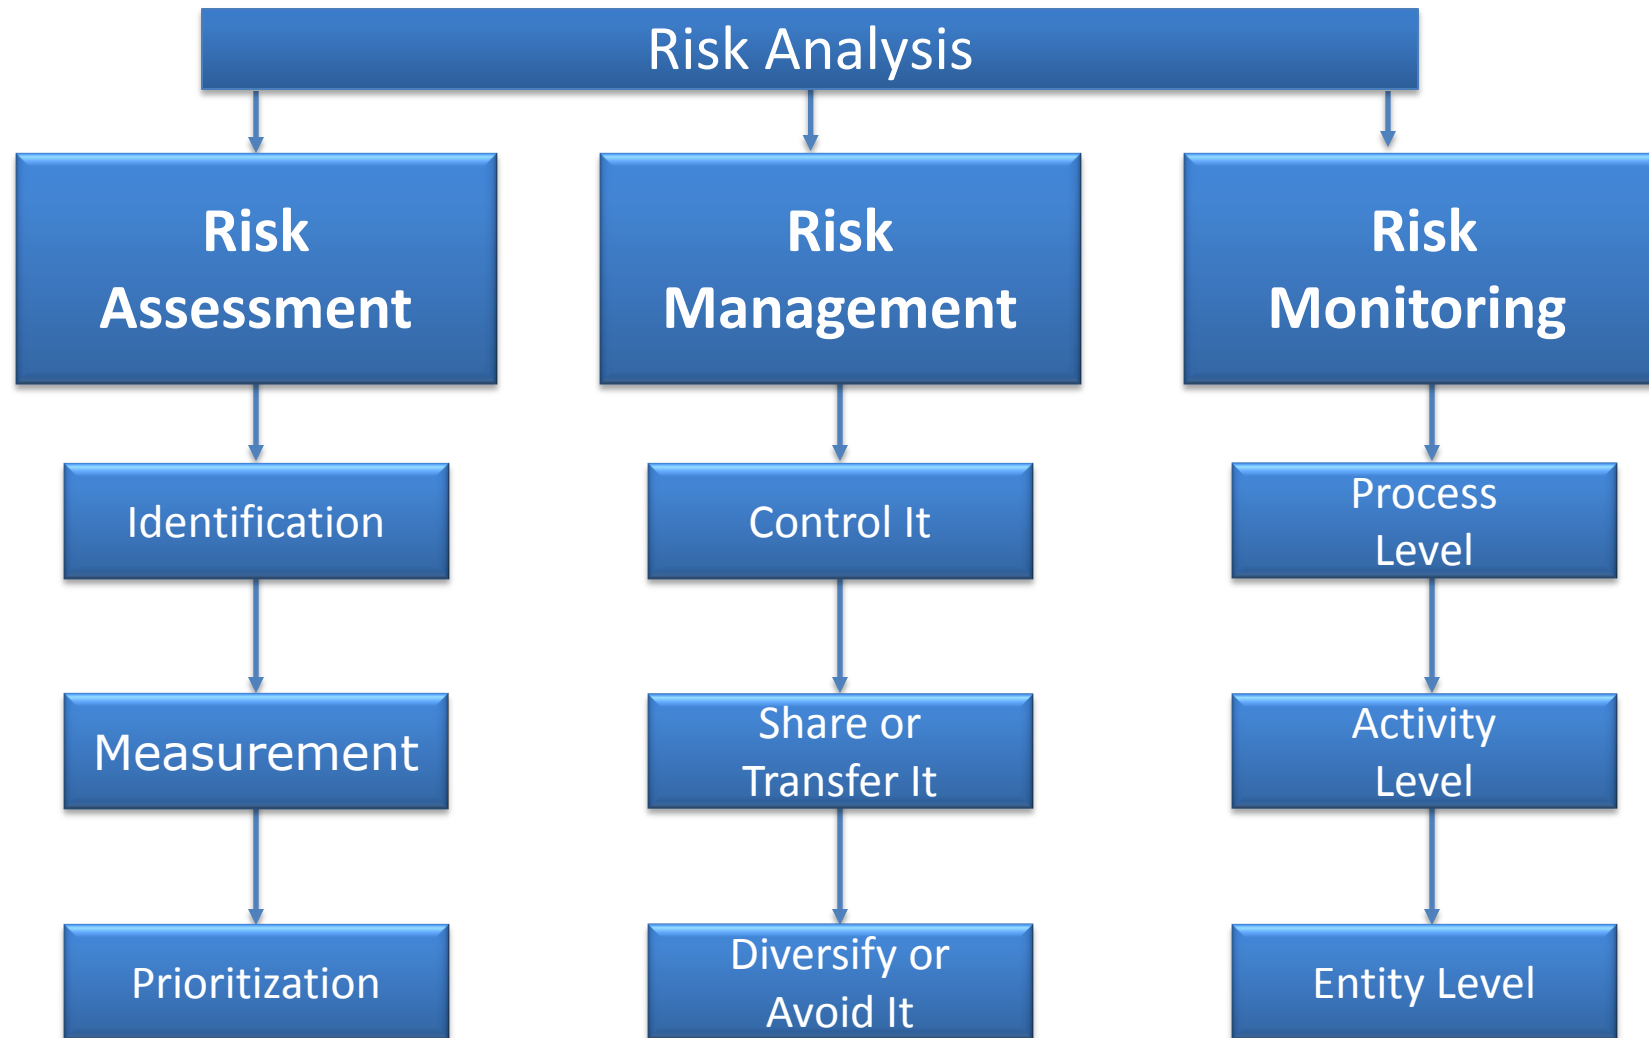 Risk Analysis
Risk
Assessment
Risk
Management
Risk
Monitoring
Identification
Control It
Process
Level
Measurement
Share or
Transfer It
Activity
Level
Prioritization
Diversify or
Avoid It
Entity Level